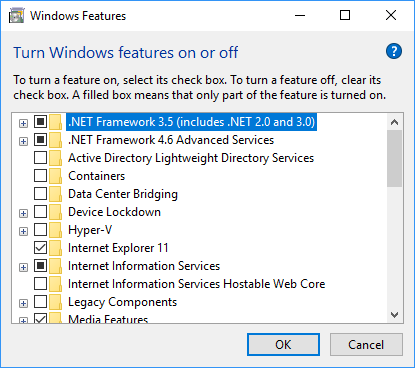 Windows Features
Turn Windows features on or off
?
To turn a feature on, select its check box. To turn a feature off, clear its
check box. A filled box means that only part of the feature is turned on.
.NET Framework 3.5 (includes .NET 2.0 and 3.0)
.NET Framework 4.6 Advanced Services
Active Directory Lightweight Directory Services
Containers
Data Center Bridging
Device Lockdown
Hyper-V
Internet Explorer 11
Internet Information Services
Internet Information Services Hostable Web Core
Legacy Components
Media Features
OK
Cancel